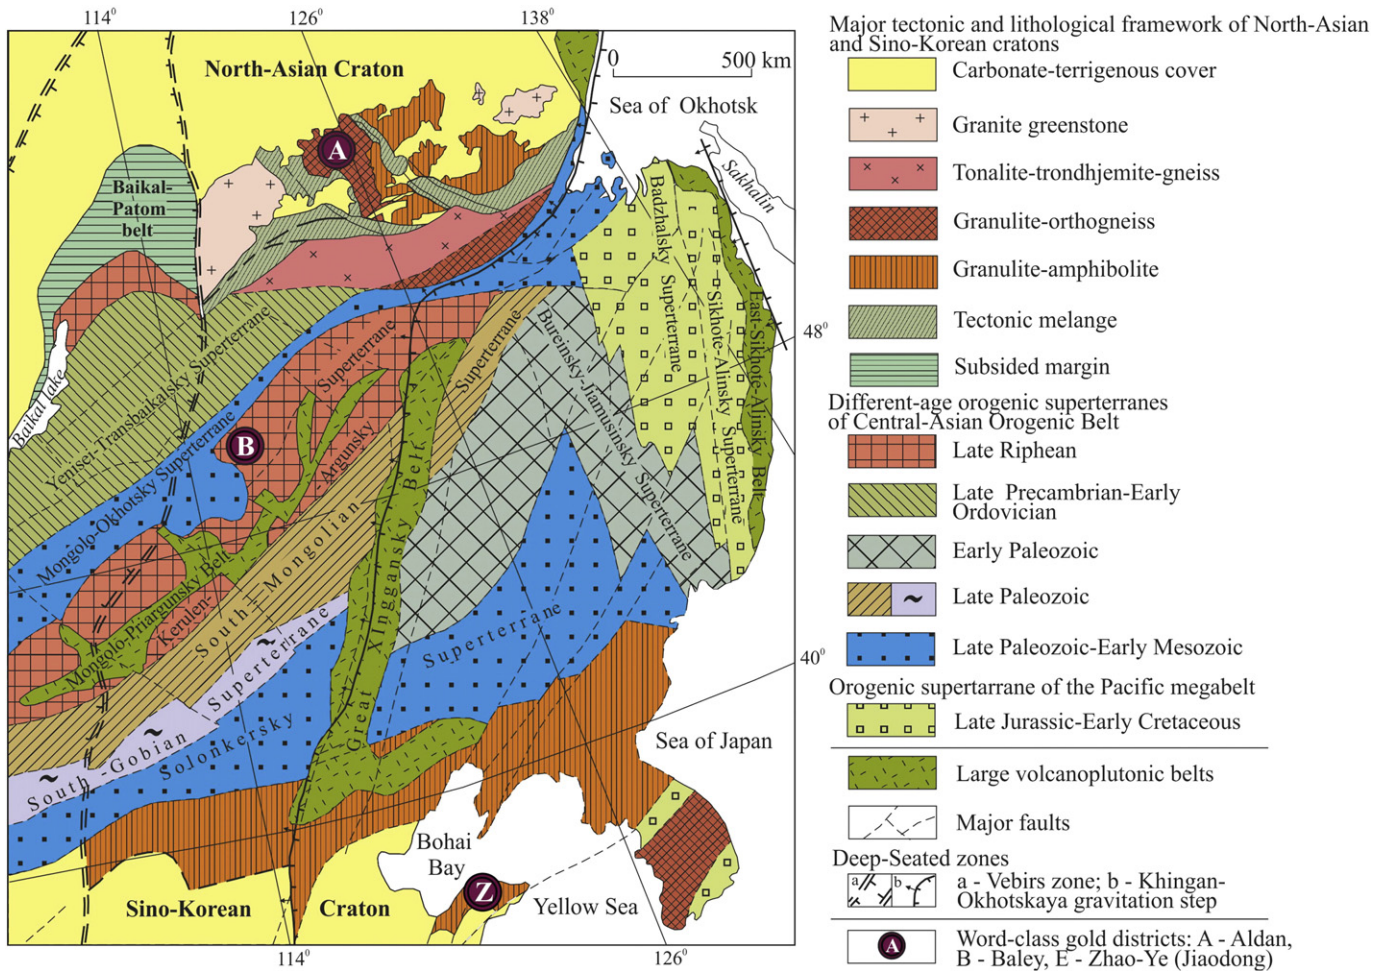 114⁰
126⁰
138⁰
North-Asian Craton
0
500 km
Sea of Okhotsk
Sakhalin
A
Baikal-
Patom
belt
Badzhalsky Superterrane
Sikhote-Alinsky Superterrane
East-Sikhote-Alinsky Belt
48⁰
Baikal lake
Yenisei-Transbaikalsky Superterrane
Mongolo-Okhotsky Superterrane
B
Superterrane
Argunsky
Kerulen-
Superterrane
South-Mongolian
Bureinsky-Jiamusinsky Superterrane
Mongolo-Priargunsky Belt
Great Xinggansky Belt
South-Gobian Superterrane
Solonkersky
Superterrane
40⁰
Sea of Japan
Bohai
Bay
Z
Yellow Sea
Sino-Korean
Craton
114⁰
126⁰
Major tectonic and lithological framework of North-Asian
and Sino-Korean cratons
Carbonate-terrigenous cover
Granite greenstone
Tonalite-trondhjemite-gneiss
Granulite-orthogneiss
Granulite-amphibolite
Tectonic melange
Subsided margin
Different-age orogenic superterranes
of Central-Asian Orogenic Belt
Late Riphean
Late Precambrian-Early
Ordovician
Early Paleozoic
Late Paleozoic
Late Paleozoic-Early Mesozoic
Orogenic supertarrane of the Pacific megabelt
Late Jurassic-Early Cretaceous
Large volcanoplutonic belts
Major faults
Deep-Seated zones
a
b
a - Vebirs zone; b - Khingan-
Okhotskaya gravitation step
A
Word-class gold districts: A - Aldan,
B - Baley, E - Zhao-Ye (Jiaodong)